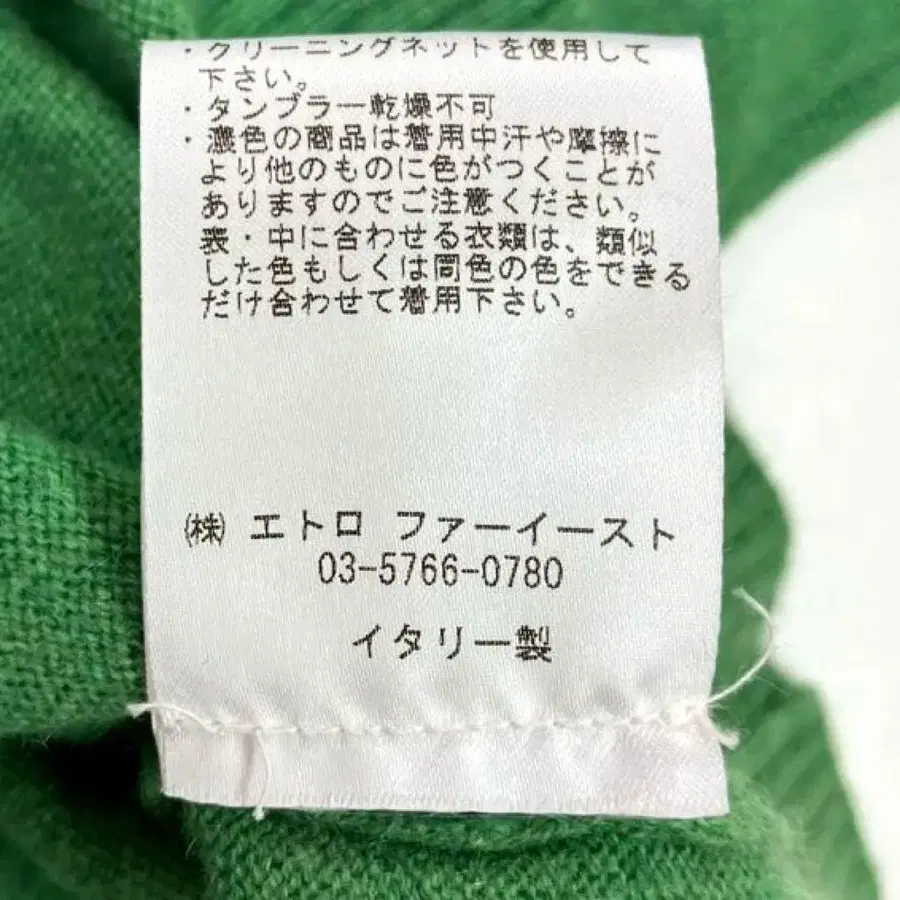 ・クリーニングネットを使用して
下さい。
・タンブラー乾燥不可
・濃色の商品は着用中汗や摩擦に
より他のものに色がつくことが
ありますのでご注意ください。
表・中に合わせる衣類は、類似
した色もしくは同色の色をできる
だけ合わせて着用下さい。
㈱ エトロ ファーイースト
03-5766-0780
イタリー製